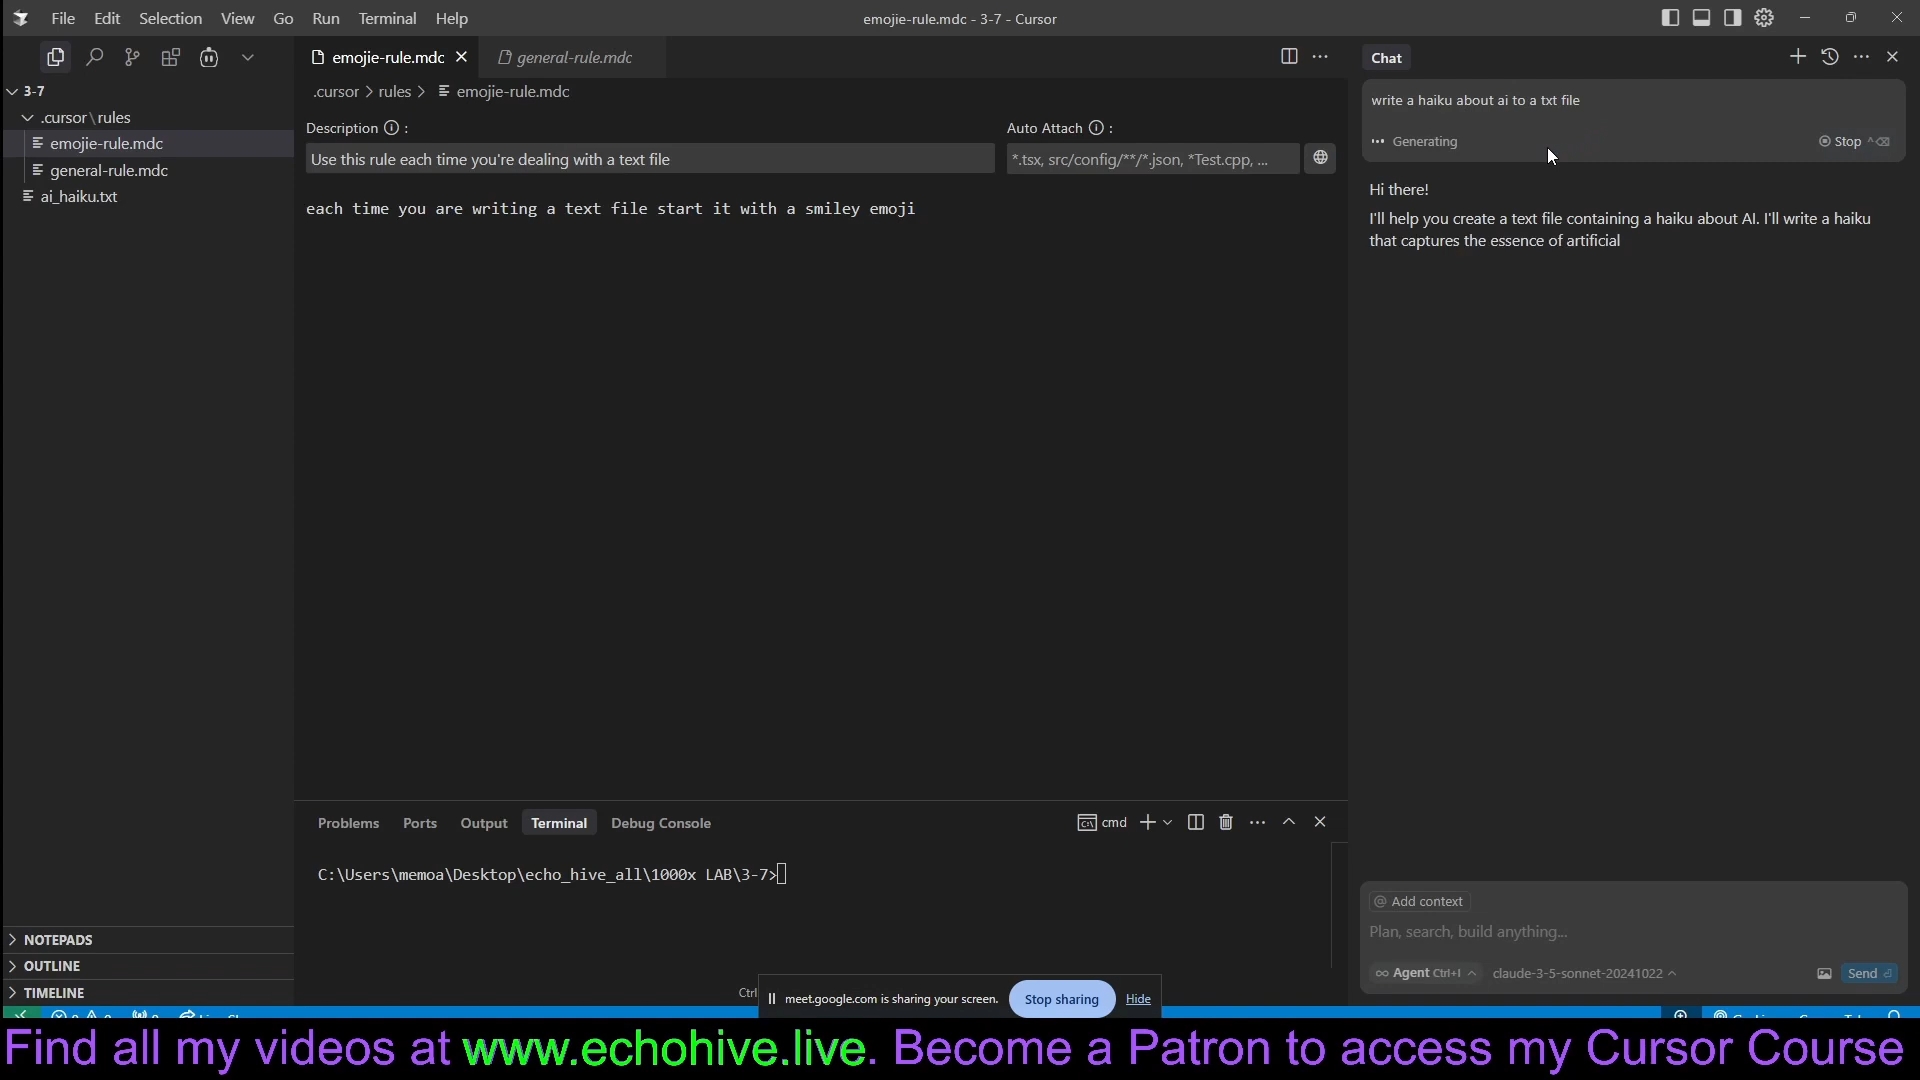 File Edit Selection View Go Run Terminal Help
emojie-rule.mdc - 3-7 - Cursor
emojie-rule.mdc
general-rule.mdc
Chat
3-7
.cursor\rules
emojie-rule.mdc
general-rule.mdc
ai_haiku.txt
.cursor > rules > emojie-rule.mdc
Description :
Auto Attach :
Use this rule each time you're dealing with a text file
*.tsx, src/config/**/*.json, *Test.cpp, ...
each time you are writing a text file start it with a smiley emoji
write a haiku about ai to a txt file
Generating
Stop
Hi there!
I'll help you create a text file containing a haiku about AI. I'll write a haiku
that captures the essence of artificial
Problems Ports Output Terminal Debug Console
cmd
C:\Users\memoa\Desktop\echo_hive_all\1000x LAB\3-7>
@ Add context
Plan, search, build anything...
Agent Ctrl+I
claude-3-5-sonnet-20241022
Send
NOTEPADS
OUTLINE
TIMELINE
Ctrl
meet.google.com is sharing your screen.
Stop sharing
Hide
Find all my videos at www.echohive.live. Become a Patron to access my Cursor Course